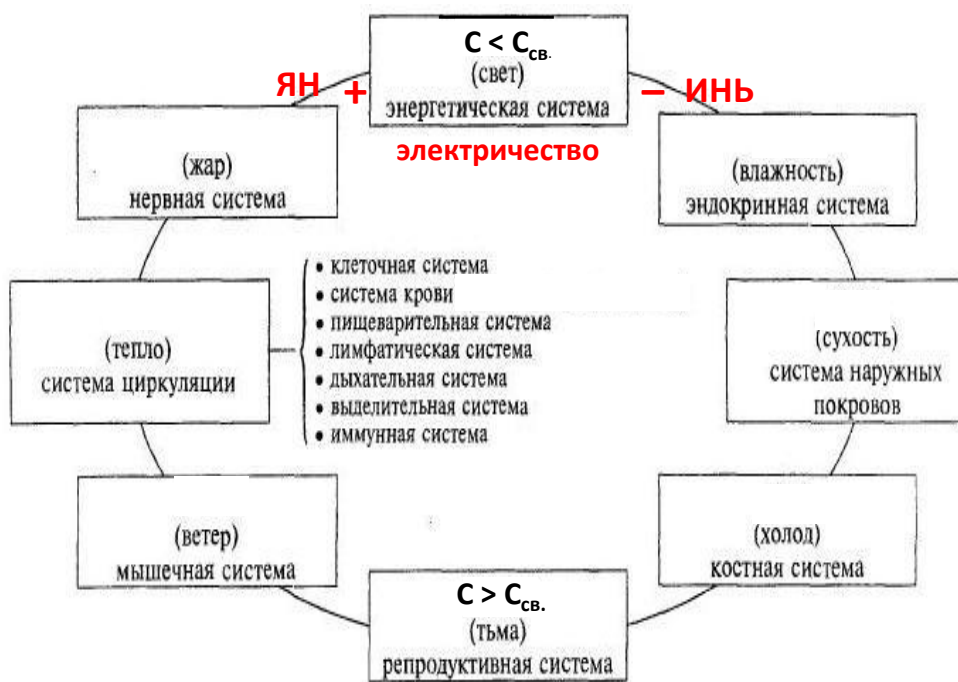 C < Cсв.
(свет)
энергетическая система
ЯН +
− ИНЬ
электричество
(жар)
нервная система
(влажность)
эндокринная система
(тепло)
система циркуляции
• клеточная система
• система крови
• пищеварительная система
• лимфатическая система
• дыхательная система
• выделительная система
• иммунная система
(сухость)
система наружных
покровов
(ветер)
мышечная система
(холод)
костная система
C > Cсв.
(тьма)
репродуктивная система